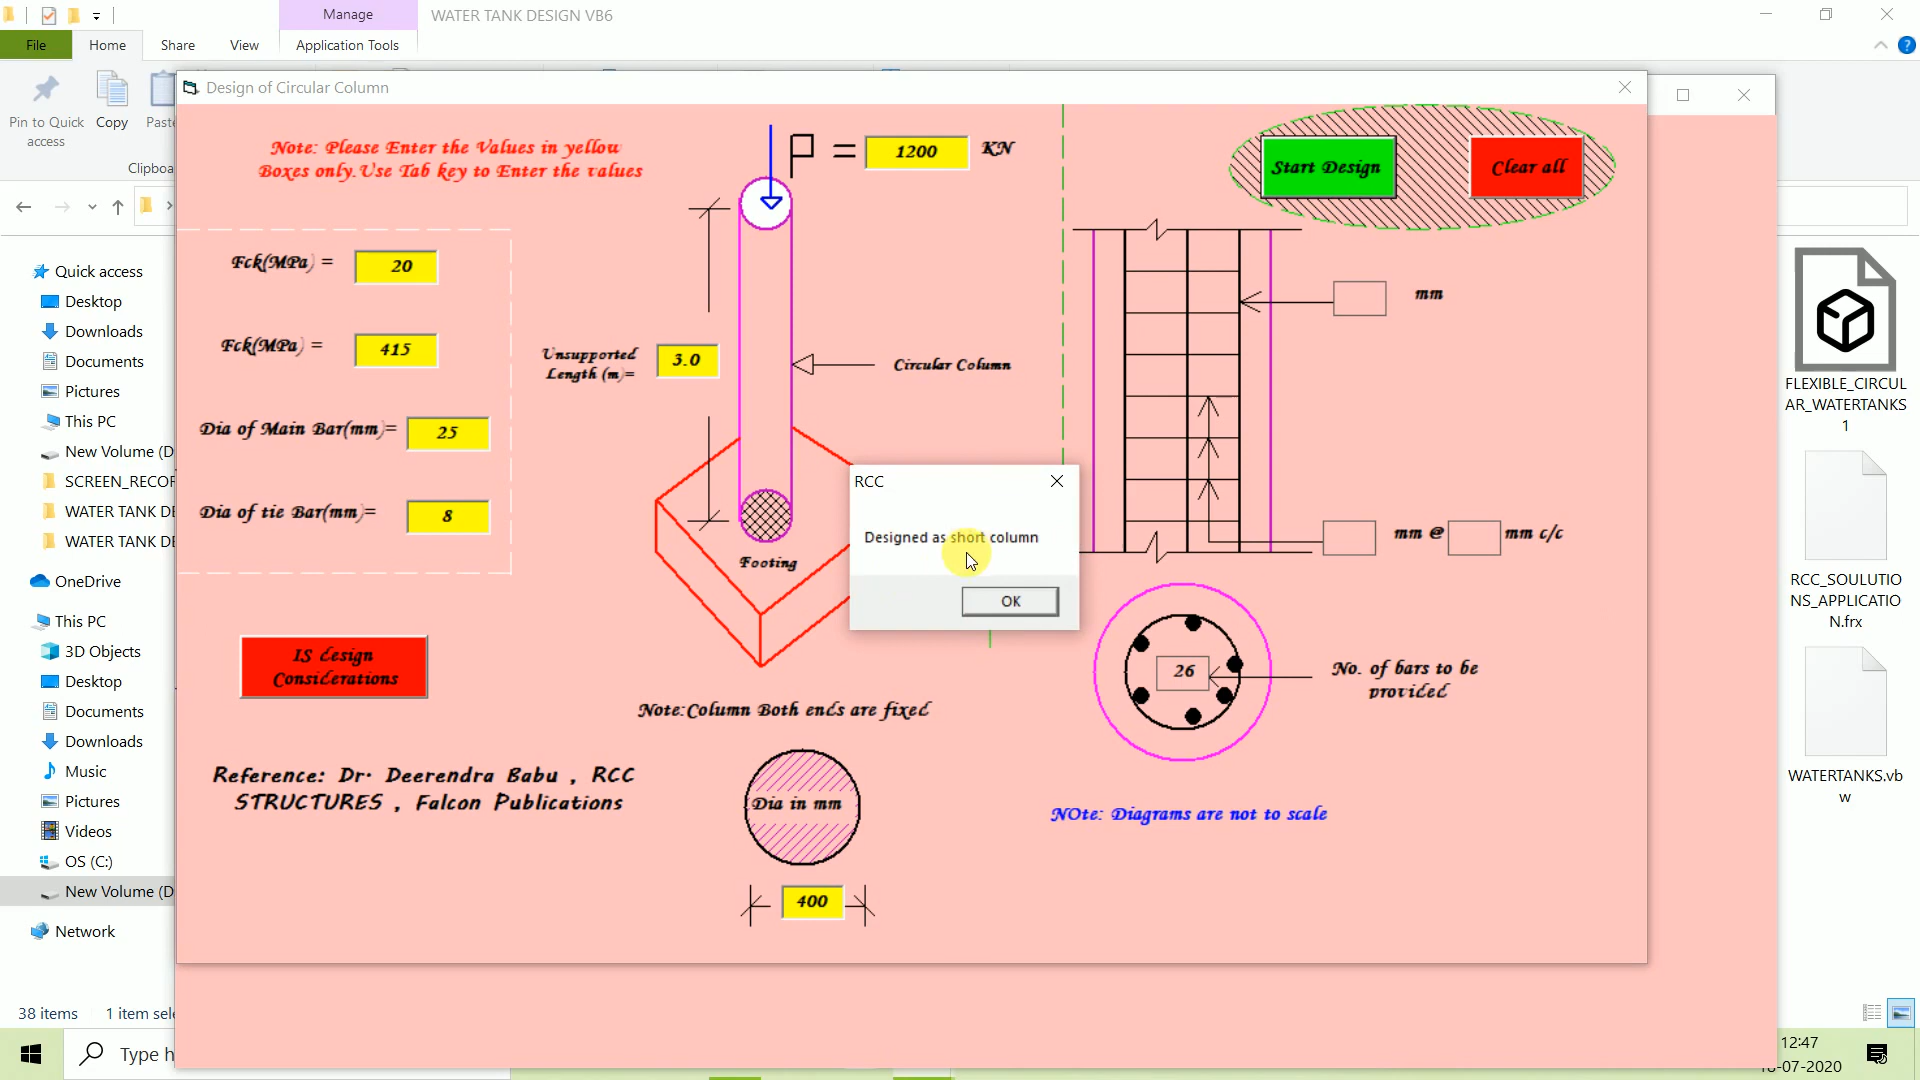 Manage
WATER TANK DESIGN VB6
File
Home
Share
View
Application Tools
Pin to Quick
access
Copy
Paste
Clipboa
Design of Circular Column
Note: Please Enter the Values in yellow
Boxes only.Use Tab key to Enter the values
P = 1200 KN
Start Design
Clear all
Fck(MPa) = 20
Fck(MPa) = 415
Dia of Main Bar(mm)= 25
Dia of tie Bar(mm)= 8
Unsupported
Length (m)=
3.0
Circular Column
Footing
mm
mm @
mm c/c
RCC
Designed as short column
OK
IS design
Considerations
Note:Column Both ends are fixed
26
No. of bars to be
provided
Reference: Dr. Deerendra Babu , RCC
STRUCTURES , Falcon Publications
Dia in mm
400
NOte: Diagrams are not to scale
Quick access
Desktop
Downloads
Documents
Pictures
This PC
New Volume (D
SCREEN_RECOF
WATER TANK DE
WATER TANK DE
OneDrive
This PC
3D Objects
Desktop
Documents
Downloads
Music
Pictures
Videos
OS (C:)
New Volume (D
Network
FLEXIBLE_CIRCUL
AR_WATERTANKS
1
RCC_SOULUTIO
NS_APPLICATIO
N.frx
WATERTANKS.vb
w
38 items
1 item sele
Type h
12:47
-07-2020